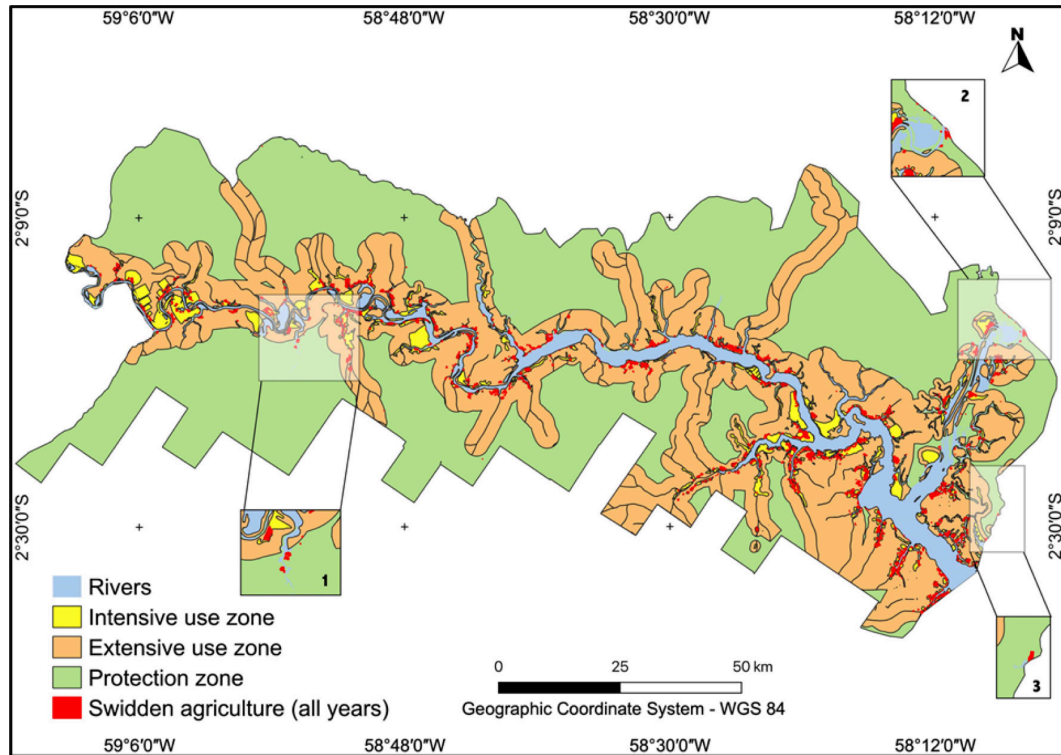 59°6'0"W 58°48'0"W 58°30'0"W 58°12'0"W
N
2
2°9'0"S 2°9'0"S
2°30'0"S 2°30'0"S
1
Rivers
Intensive use zone
Extensive use zone
Protection zone
Swidden agriculture (all years)
0 25 50 km
Geographic Coordinate System - WGS 84
3
59°6'0"W 58°48'0"W 58°30'0"W 58°12'0"W